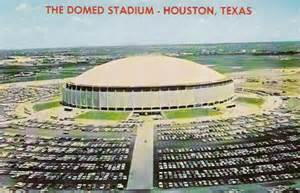 THE DOMED STADIUM - HOUSTON, TEXAS